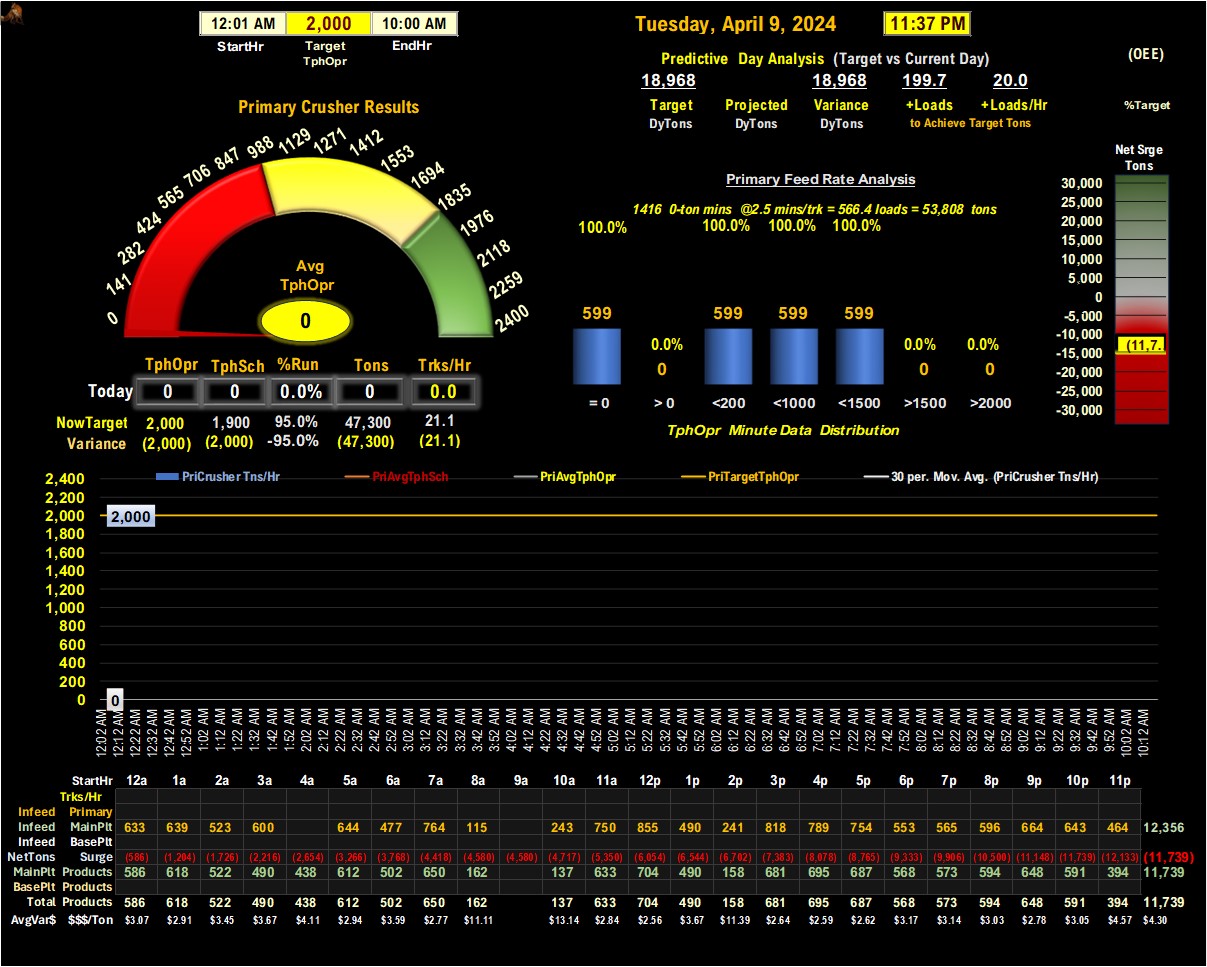 12:01 AM 2,000 10:00 AM
StartHr Target EndHr
TphOpr
Tuesday, April 9, 2024 11:37 PM
Predictive Day Analysis (Target vs Current Day)
18,968 18,968 199.7 20.0
Target Projected Variance +Loads +Loads/Hr
DyTons DyTons DyTons to Achieve Target Tons
(OEE)
%Target
Primary Crusher Results
0 141 282 424 565 706 847 988 1129 1271 1412 1553 1694 1835 1976 2118 2259 2400
Avg
TphOpr
0
TphOpr TphSch %Run Tons Trks/Hr
Today 0 0 0.0% 0 0.0
NowTarget 2,000 1,900 95.0% 47,300 21.1
Variance (2,000) (2,000) -95.0% (47,300) (21.1)
Primary Feed Rate Analysis
1416 0-ton mins @2.5 mins/trk = 566.4 loads = 53,808 tons
100.0% 100.0% 100.0% 100.0%
599 599 599 599
0.0% 0.0% 0.0%
0 0 0
= 0 > 0 <200 <1000 <1500 >1500 >2000
TphOpr Minute Data Distribution
Net Srge
Tons
30,000
25,000
20,000
15,000
10,000
5,000
0
-5,000
-10,000
(11,7.
-15,000
-20,000
-25,000
-30,000
PriCrusher Tns/Hr PriAvgTphSch PriAvgTphOpr PriTargetTphOpr 30 per. Mov. Avg. (PriCrusher Tns/Hr)
2,400
2,200
2,000 2,000
1,800
1,600
1,400
1,200
1,000
800
600
400
200
0 0
12:02 AM 12:12 AM 12:22 AM 12:32 AM 12:42 AM 12:52 AM 1:02 AM 1:12 AM 1:22 AM 1:32 AM 1:42 AM 1:52 AM 2:02 AM 2:12 AM 2:22 AM 2:32 AM 2:42 AM 2:52 AM 3:02 AM 3:12 AM 3:22 AM 3:32 AM 3:42 AM 3:52 AM 4:02 AM 4:12 AM 4:22 AM 4:32 AM 4:42 AM 4:52 AM 5:02 AM 5:12 AM 5:22 AM 5:32 AM 5:42 AM 5:52 AM 6:02 AM 6:12 AM 6:22 AM 6:32 AM 6:42 AM 6:52 AM 7:02 AM 7:12 AM 7:22 AM 7:32 AM 7:42 AM 7:52 AM 8:02 AM 8:12 AM 8:22 AM 8:32 AM 8:42 AM 8:52 AM 9:02 AM 9:12 AM 9:22 AM 9:32 AM 9:42 AM 9:52 AM 10:02 AM 10:12 AM
StartHr 12a 1a 2a 3a 4a 5a 6a 7a 8a 9a 10a 11a 12p 1p 2p 3p 4p 5p 6p 7p 8p 9p 10p 11p
Trks/Hr
Infeed Primary
Infeed MainPlt 633 639 523 600 644 477 764 115 243 750 855 490 241 818 789 754 553 565 596 664 643 464 12,356
Infeed BasePlt
NetTons Surge (586) (1,204) (1,726) (2,216) (2,654) (3,266) (3,768) (4,418) (4,580) (4,580) (4,717) (5,350) (6,054) (6,544) (6,702) (7,383) (8,078) (8,765) (9,333) (9,906) (10,500) (11,148) (11,739) (12,133) (11,739)
MainPlt Products 586 618 522 490 438 612 502 650 162 137 633 704 490 158 681 695 687 568 573 594 648 591 394 11,739
BasePlt Products
Total Products 586 618 522 490 438 612 502 650 162 137 633 704 490 158 681 695 687 568 573 594 648 591 394 11,739
AvgVar$ $$$/Ton $3.07 $2.91 $3.45 $3.67 $4.11 $2.94 $3.59 $2.77 $11.11 $13.14 $2.84 $2.56 $3.67 $11.39 $2.64 $2.59 $2.62 $3.17 $3.14 $3.03 $2.78 $3.05 $4.57 $4.30